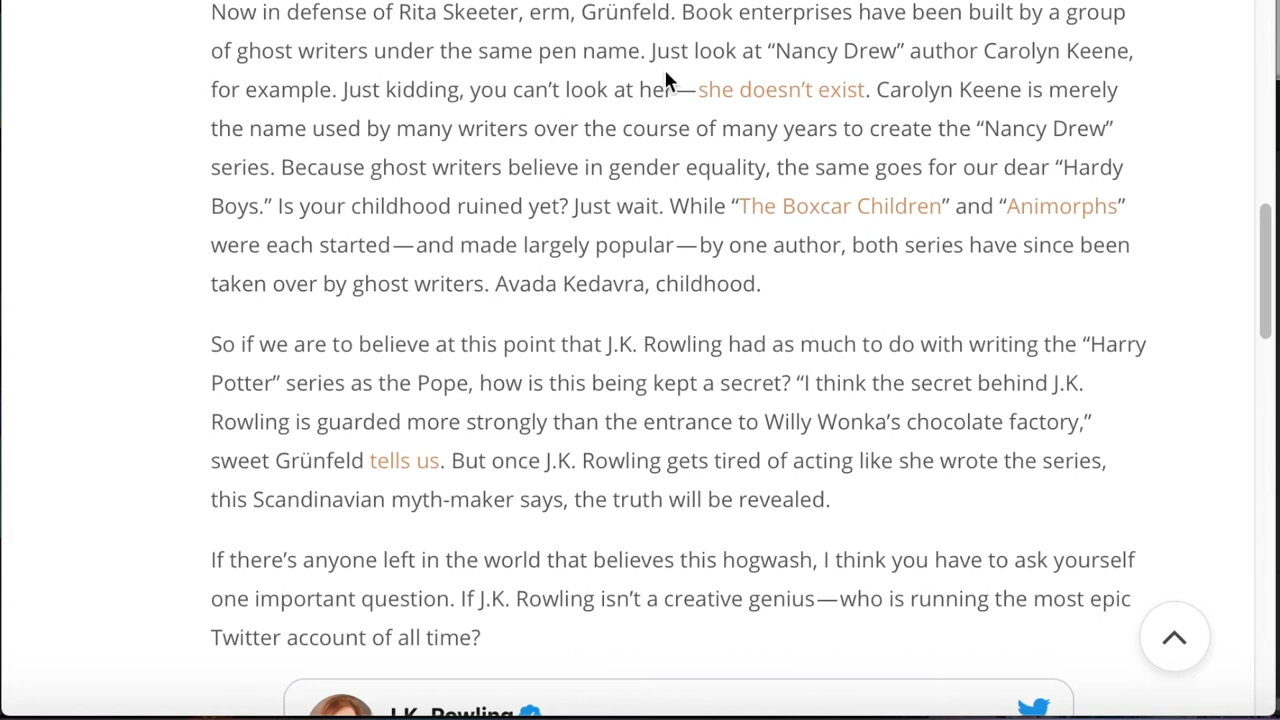 Now in defense of Rita Skeeter, erm, Grünfeld. Book enterprises have been built by a group
of ghost writers under the same pen name. Just look at “Nancy Drew” author Carolyn Keene,
for example. Just kidding, you can’t look at her—she doesn’t exist. Carolyn Keene is merely
the name used by many writers over the course of many years to create the “Nancy Drew”
series. Because ghost writers believe in gender equality, the same goes for our dear “Hardy
Boys.” Is your childhood ruined yet? Just wait. While “The Boxcar Children” and “Animorphs”
were each started—and made largely popular—by one author, both series have since been
taken over by ghost writers. Avada Kedavra, childhood.
So if we are to believe at this point that J.K. Rowling had as much to do with writing the “Harry
Potter” series as the Pope, how is this being kept a secret? “I think the secret behind J.K.
Rowling is guarded more strongly than the entrance to Willy Wonka’s chocolate factory,”
sweet Grünfeld tells us. But once J.K. Rowling gets tired of acting like she wrote the series,
this Scandinavian myth-maker says, the truth will be revealed.
If there’s anyone left in the world that believes this hogwash, I think you have to ask yourself
one important question. If J.K. Rowling isn’t a creative genius—who is running the most epic
Twitter account of all time?
J.K. Rowling